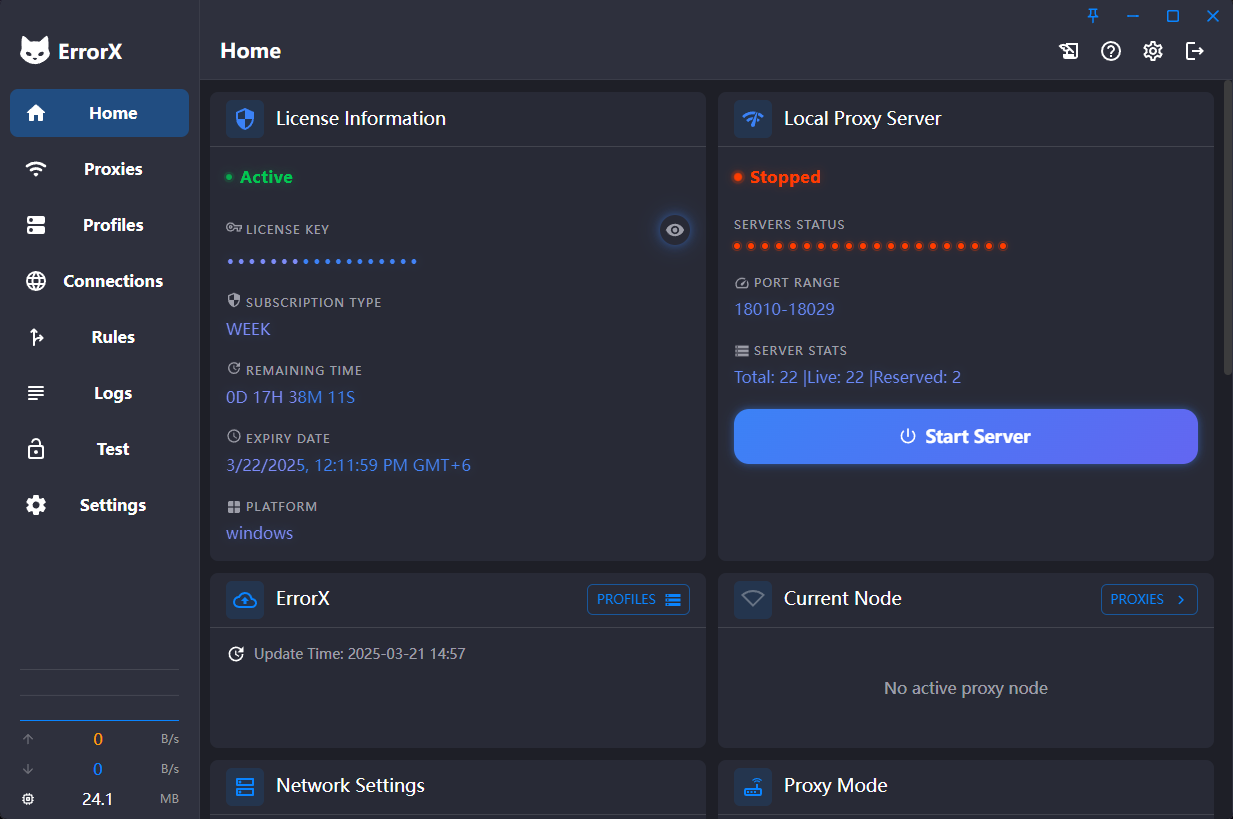 ErrorX
Home
Proxies
Profiles
Connections
Rules
Logs
Test
Settings
0 B/s
0 B/s
24.1 MB
Home
License Information
Active
LICENSE KEY
••••••••••••••••••
SUBSCRIPTION TYPE
WEEK
REMAINING TIME
0D 17H 38M 11S
EXPIRY DATE
3/22/2025, 12:11:59 PM GMT+6
PLATFORM
windows
Local Proxy Server
Stopped
SERVERS STATUS
PORT RANGE
18010-18029
SERVER STATS
Total: 22 |Live: 22 |Reserved: 2
Start Server
ErrorX
PROFILES
Update Time: 2025-03-21 14:57
Current Node
PROXIES
No active proxy node
Network Settings
Proxy Mode